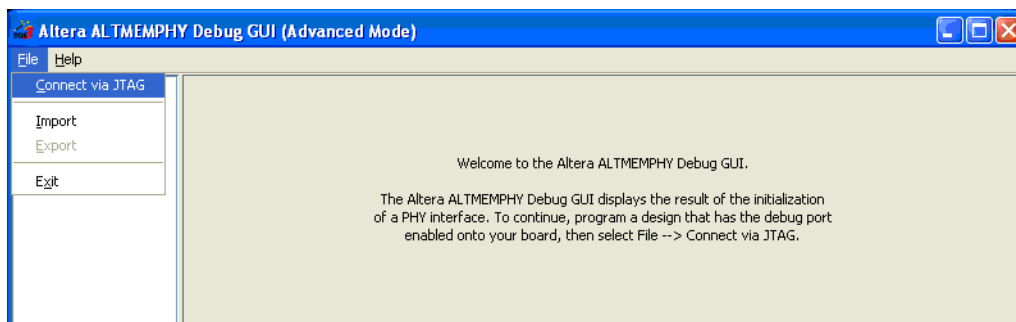 Altera ALTMEMPHY Debug GUI (Advanced Mode)
File Help
Connect via JTAG
Import
Export
Exit
Welcome to the Altera ALTMEMPHY Debug GUI.
The Altera ALTMEMPHY Debug GUI displays the result of the initialization
of a PHY interface. To continue, program a design that has the debug port
enabled onto your board, then select File --> Connect via JTAG.